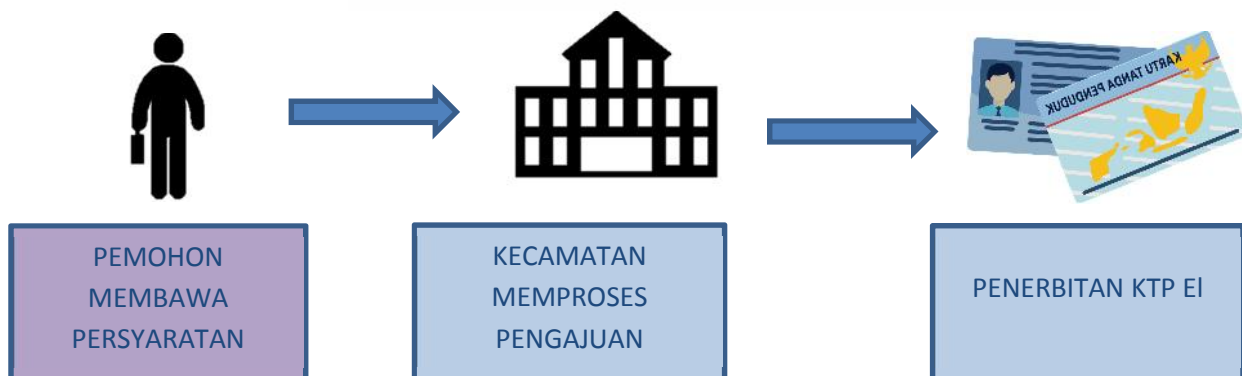 KARTU TANDA PENDUDUK
PEMOHON
MEMBAWA
PERSYARATAN
KECAMATAN
MEMPROSES
PENGAJUAN
PENERBITAN KTP El